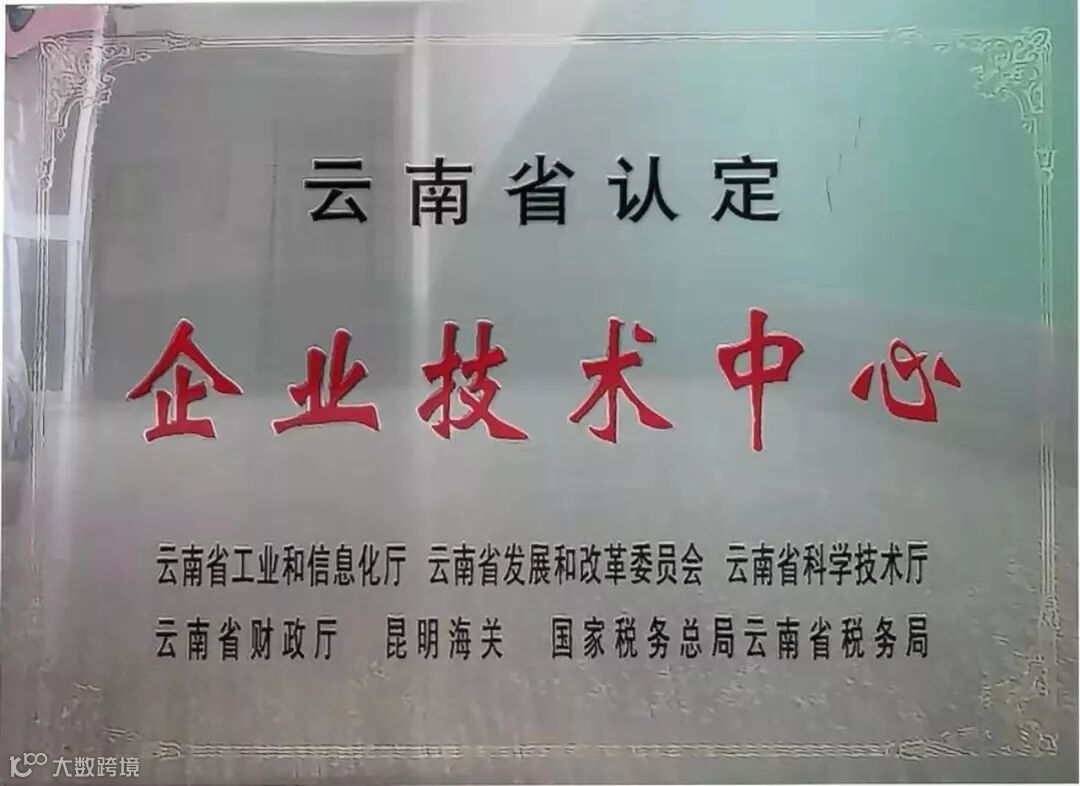 云南省认定
企业技术中心
云南省工业和信息化厅 云南省发展和改革委员会 云南省科学技术厅
云南省财政厅 昆明海关 国家税务总局云南省税务局
大数跨境